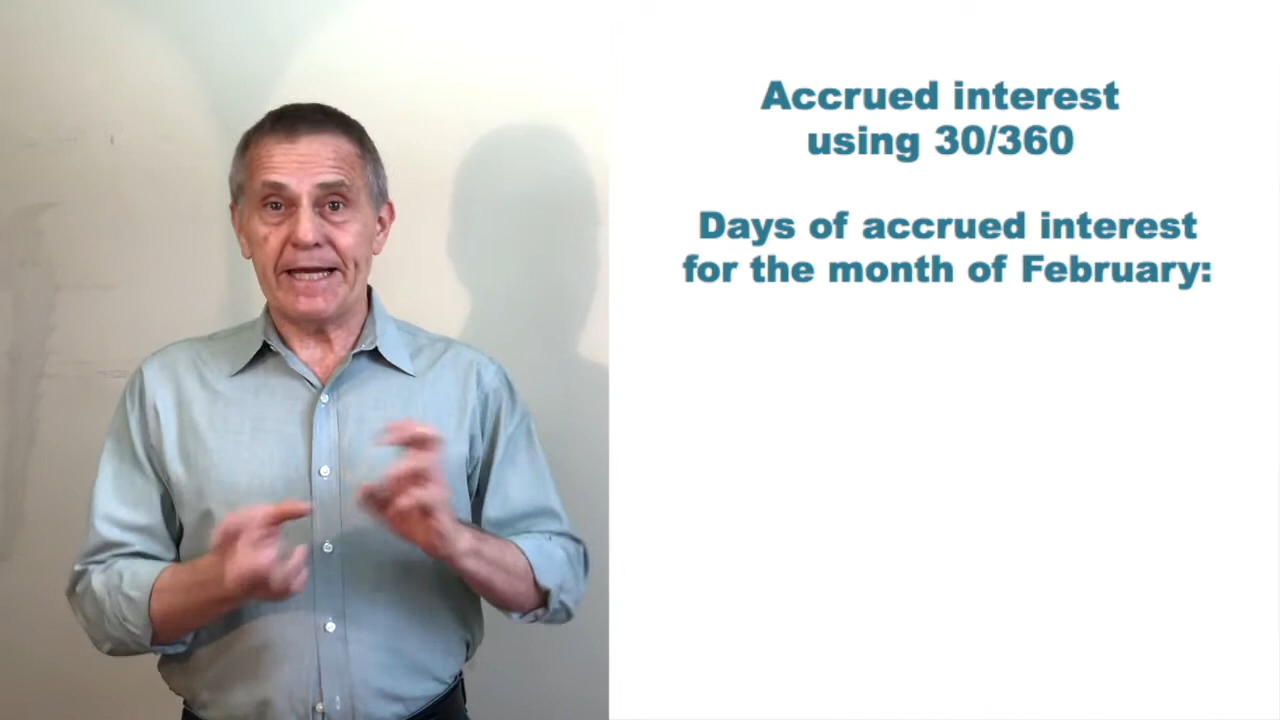 Accrued interest
using 30/360
Days of accrued interest
for the month of February: